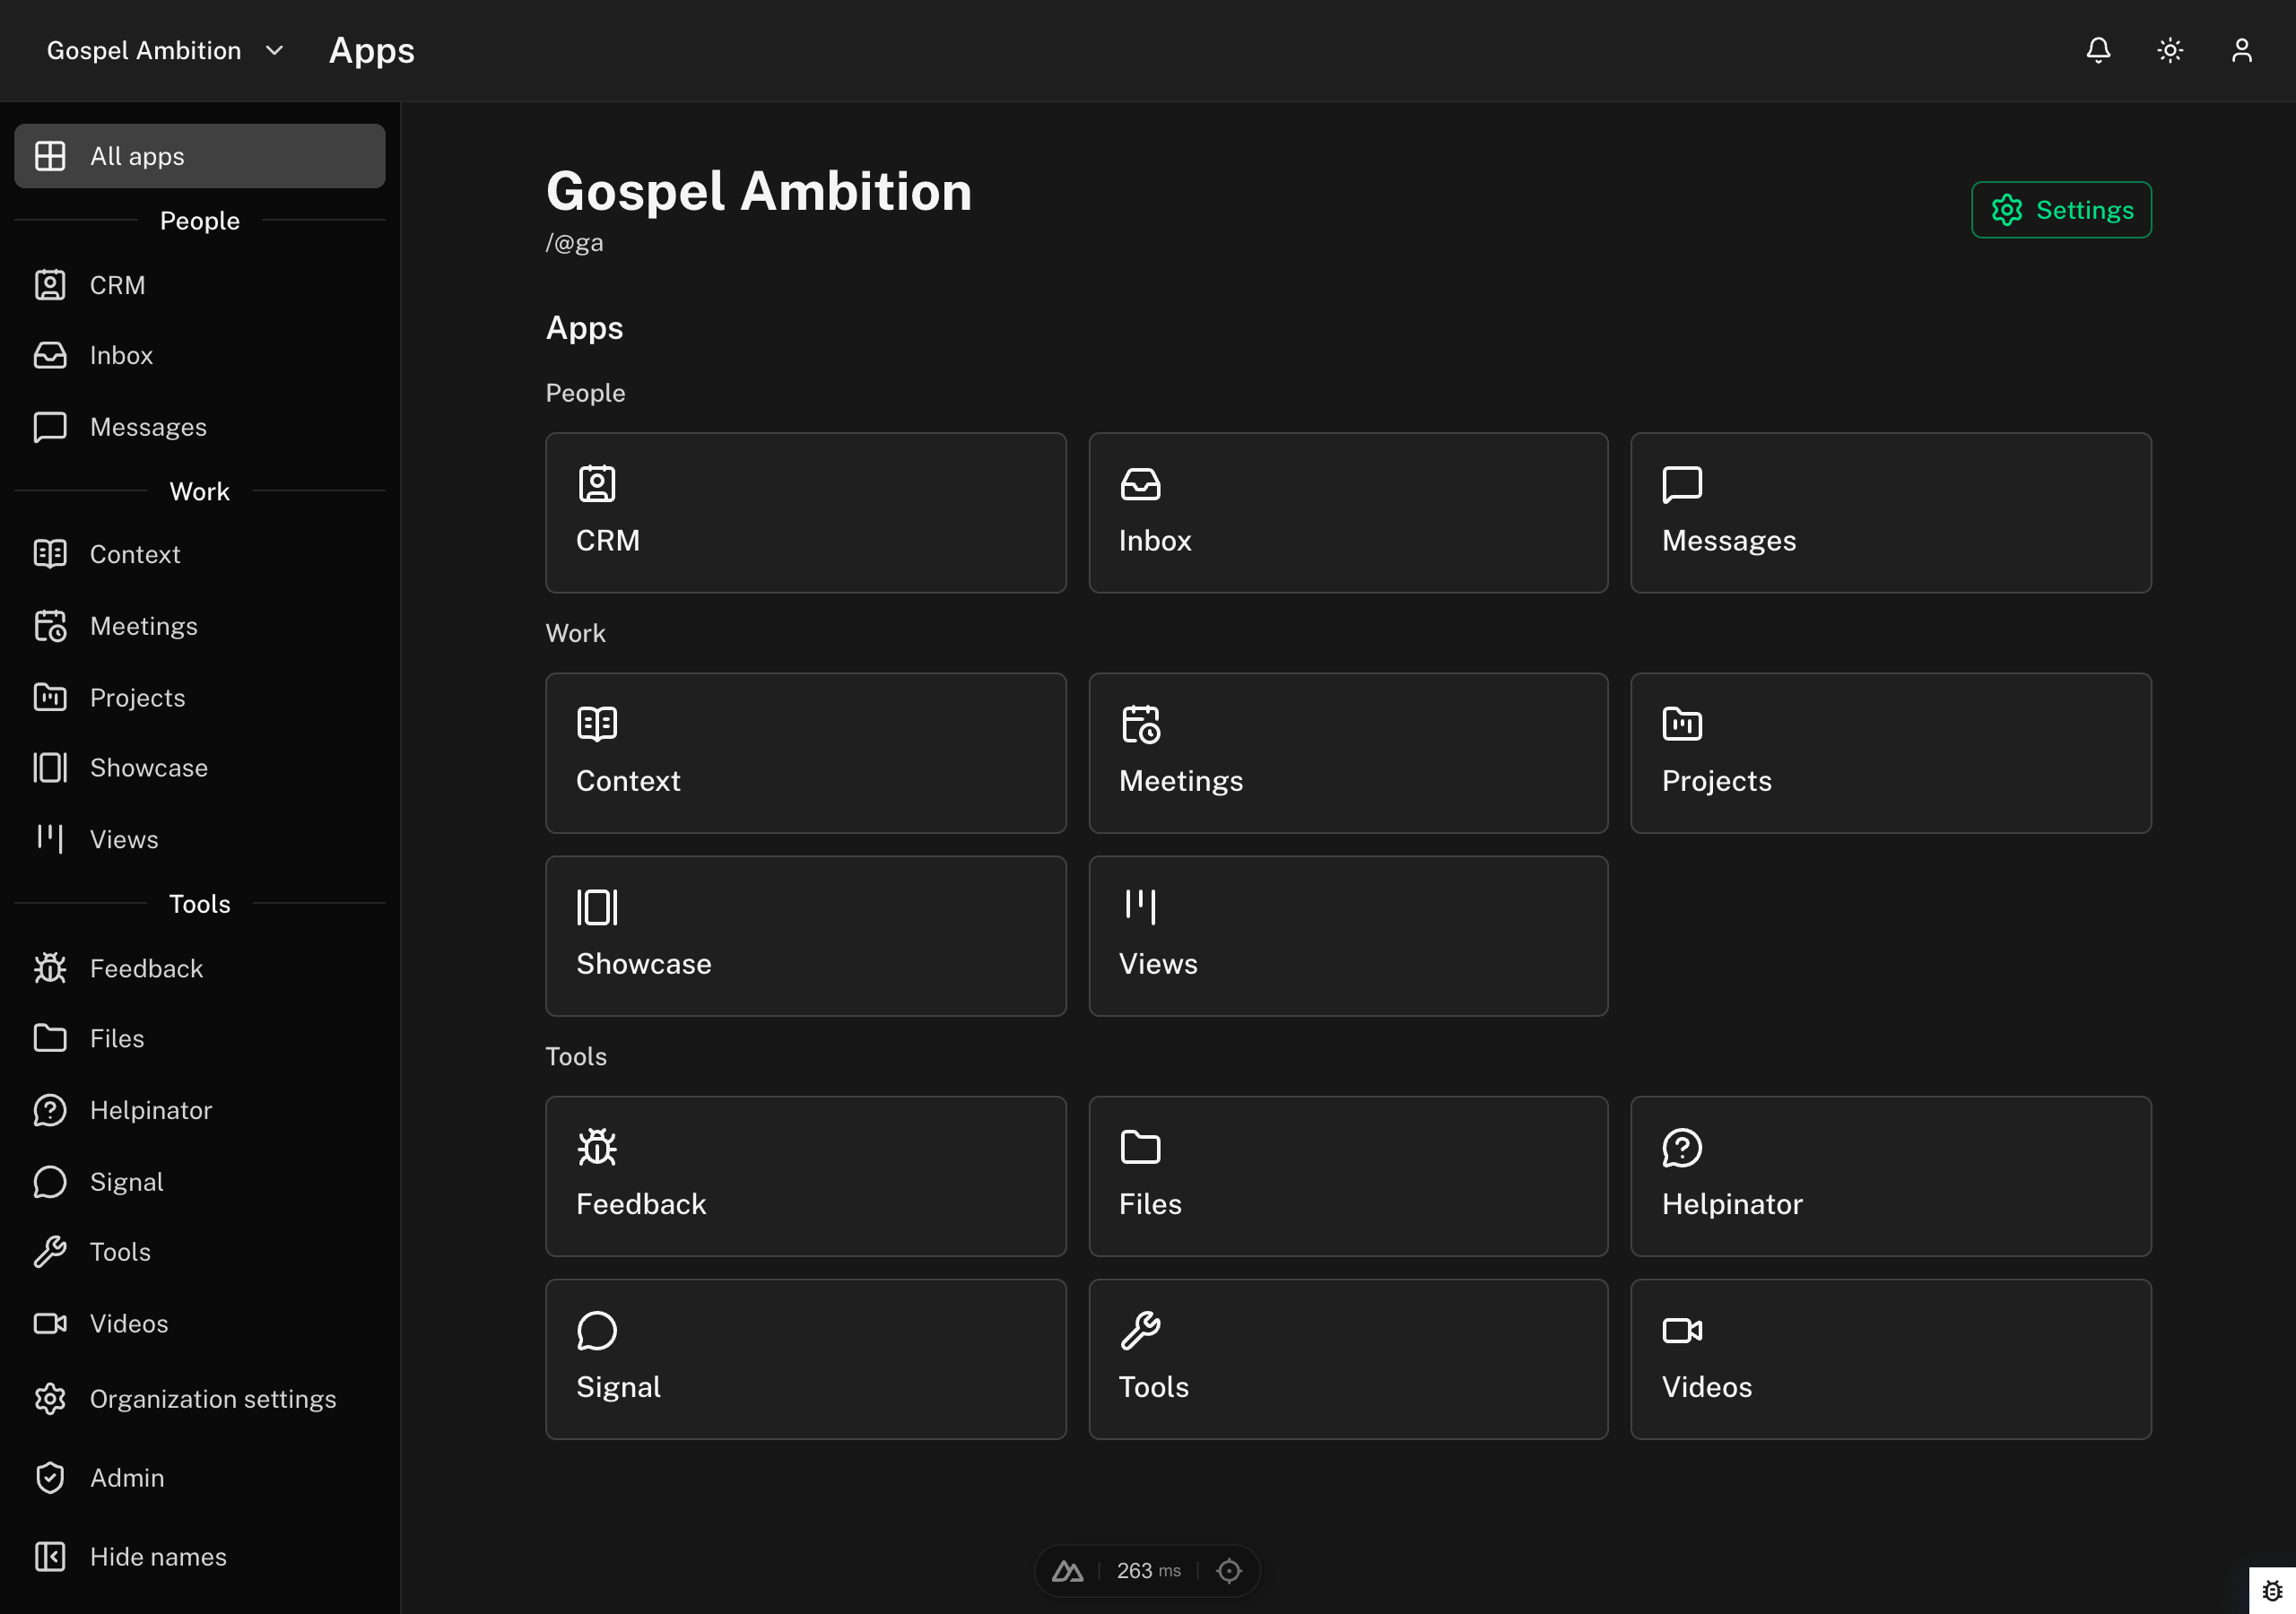 Gospel Ambition
Apps
All apps
People
CRM
Inbox
Messages
Work
Context
Meetings
Projects
Showcase
Views
Tools
Feedback
Files
Helpinator
Signal
Tools
Videos
Organization settings
Admin
Hide names
Gospel Ambition
/@ga
Settings
Apps
People
CRM
Inbox
Messages
Work
Context
Meetings
Projects
Showcase
Views
Tools
Feedback
Files
Helpinator
Signal
Tools
Videos
263 ms